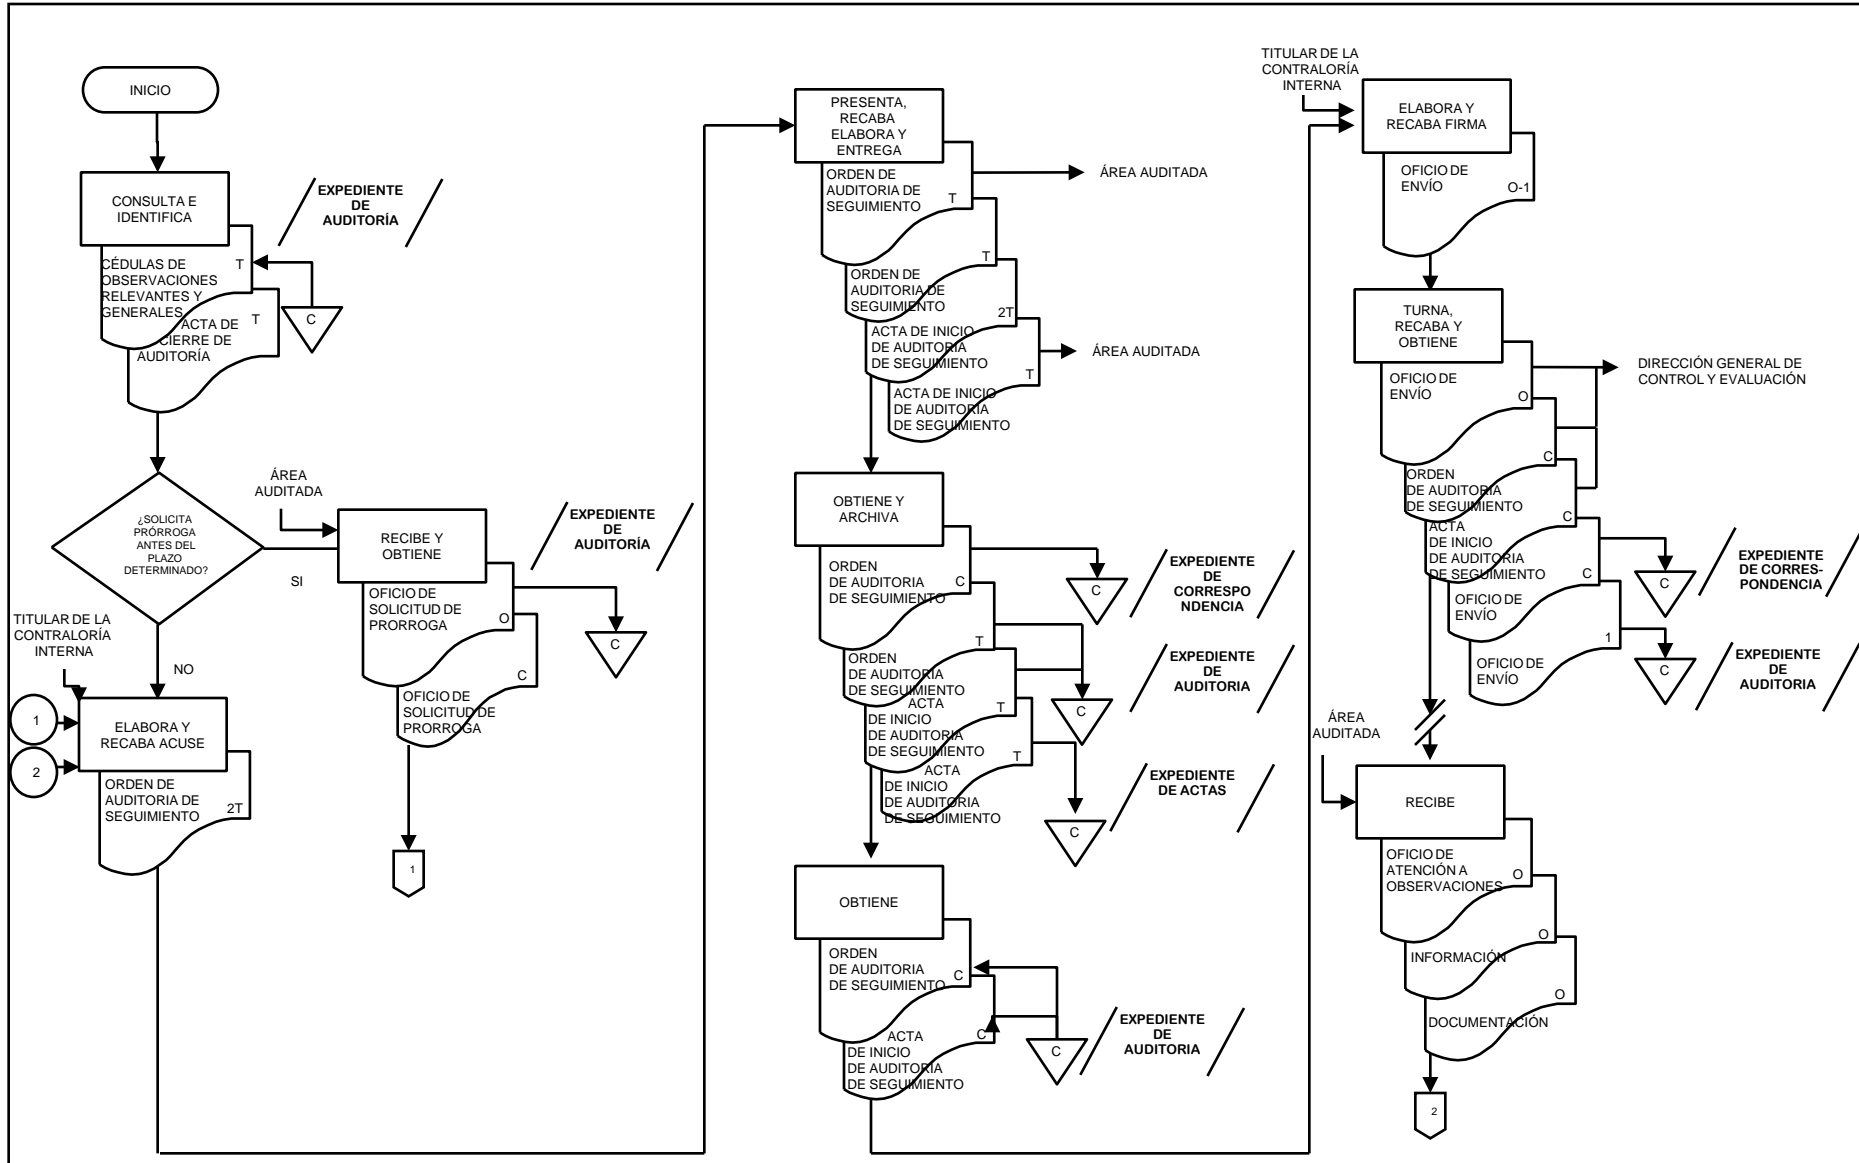 INICIO
CONSULTA E
IDENTIFICA
EXPEDIENTE
DE
AUDITORÍA
CÉDULAS DE
OBSERVACIONES
RELEVANTES Y
GENERALES
T
ACTA DE
CIERRE DE
AUDITORÍA
T
C
¿SOLICITA
PRÓRROGA
ANTES DEL
PLAZO
DETERMINADO?
SI
NO
ÁREA
AUDITADA
RECIBE Y
OBTIENE
EXPEDIENTE
DE
AUDITORÍA
OFICIO DE
SOLICITUD DE
PRORROGA
O
C
OFICIO DE
SOLICITUD DE
PRORROGA
C
1
TITULAR DE LA
CONTRALORÍA
INTERNA
1
2
ELABORA Y
RECABA ACUSE
ORDEN DE
AUDITORIA DE
SEGUIMIENTO
2T
PRESENTA,
RECABA
ELABORA Y
ENTREGA
ORDEN DE
AUDITORIA DE
SEGUIMIENTO
T
ÁREA AUDITADA
ORDEN DE
AUDITORIA DE
SEGUIMIENTO
T
ACTA DE INICIO
DE AUDITORIA
DE SEGUIMIENTO
2T
ÁREA AUDITADA
ACTA DE INICIO
DE AUDITORÍA
DE SEGUIMIENTO
T
OBTIENE Y
ARCHIVA
ORDEN
DE AUDITORIA
DE SEGUIMIENTO
C
C
EXPEDIENTE
DE
CORRESPO
NDENCIA
ORDEN
DE AUDITORIA
DE SEGUIMIENTO
T
C
EXPEDIENTE
DE
AUDITORIA
ACTA
DE INICIO
DE AUDITORIA
DE SEGUIMIENTO
T
ACTA
DE INICIO
DE AUDITORIA
DE SEGUIMIENTO
T
C
EXPEDIENTE
DE ACTAS
OBTIENE
ORDEN
DE AUDITORIA
DE SEGUIMIENTO
C
ACTA
DE INICIO
DE AUDITORIA
DE SEGUIMIENTO
C
C
EXPEDIENTE
DE
AUDITORIA
TITULAR DE LA
CONTRALORÍA
INTERNA
ELABORA Y
RECABA FIRMA
OFICIO DE
ENVÍO
O-1
TURNA,
RECABA Y
OBTIENE
OFICIO DE
ENVÍO
O
DIRECCIÓN GENERAL DE
CONTROL Y EVALUACIÓN
ORDEN
DE AUDITORIA
DE SEGUIMIENTO
C
ACTA
DE INICIO
DE AUDITORIA
DE SEGUIMIENTO
C
OFICIO DE
ENVÍO
C
C
EXPEDIENTE
DE CORRES-
PONDENCIA
OFICIO DE
ENVÍO
1
C
EXPEDIENTE
DE
AUDITORIA
ÁREA
AUDITADA
RECIBE
OFICIO DE
ATENCIÓN A
OBSERVACIONES
O
INFORMACIÓN
O
DOCUMENTACIÓN
O
2